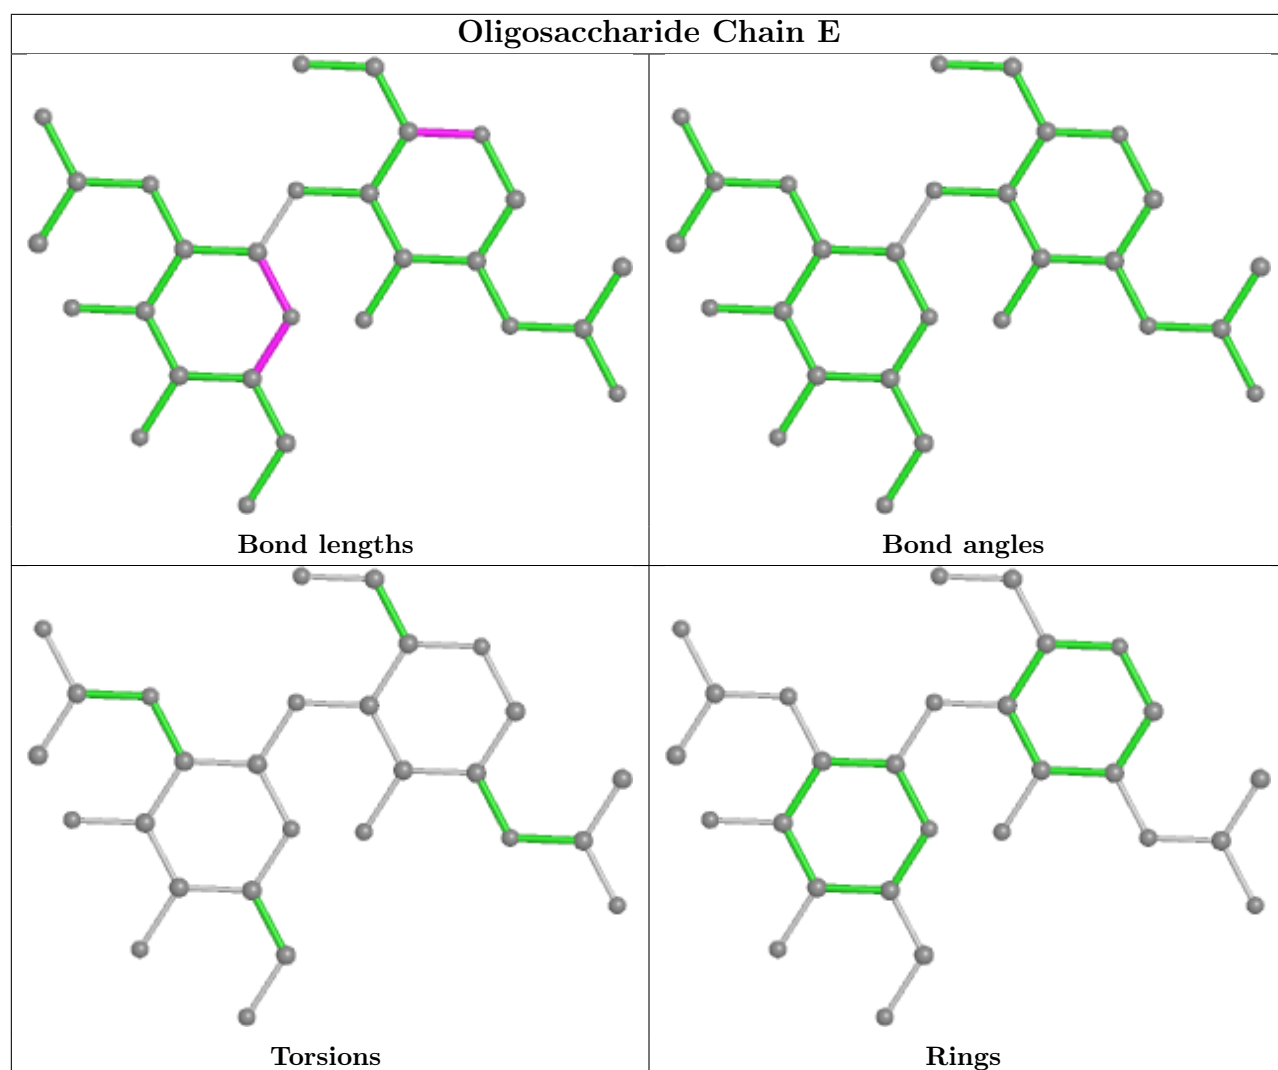 Oligosaccharide Chain E
Bond lengths
Bond angles
Torsions
Rings